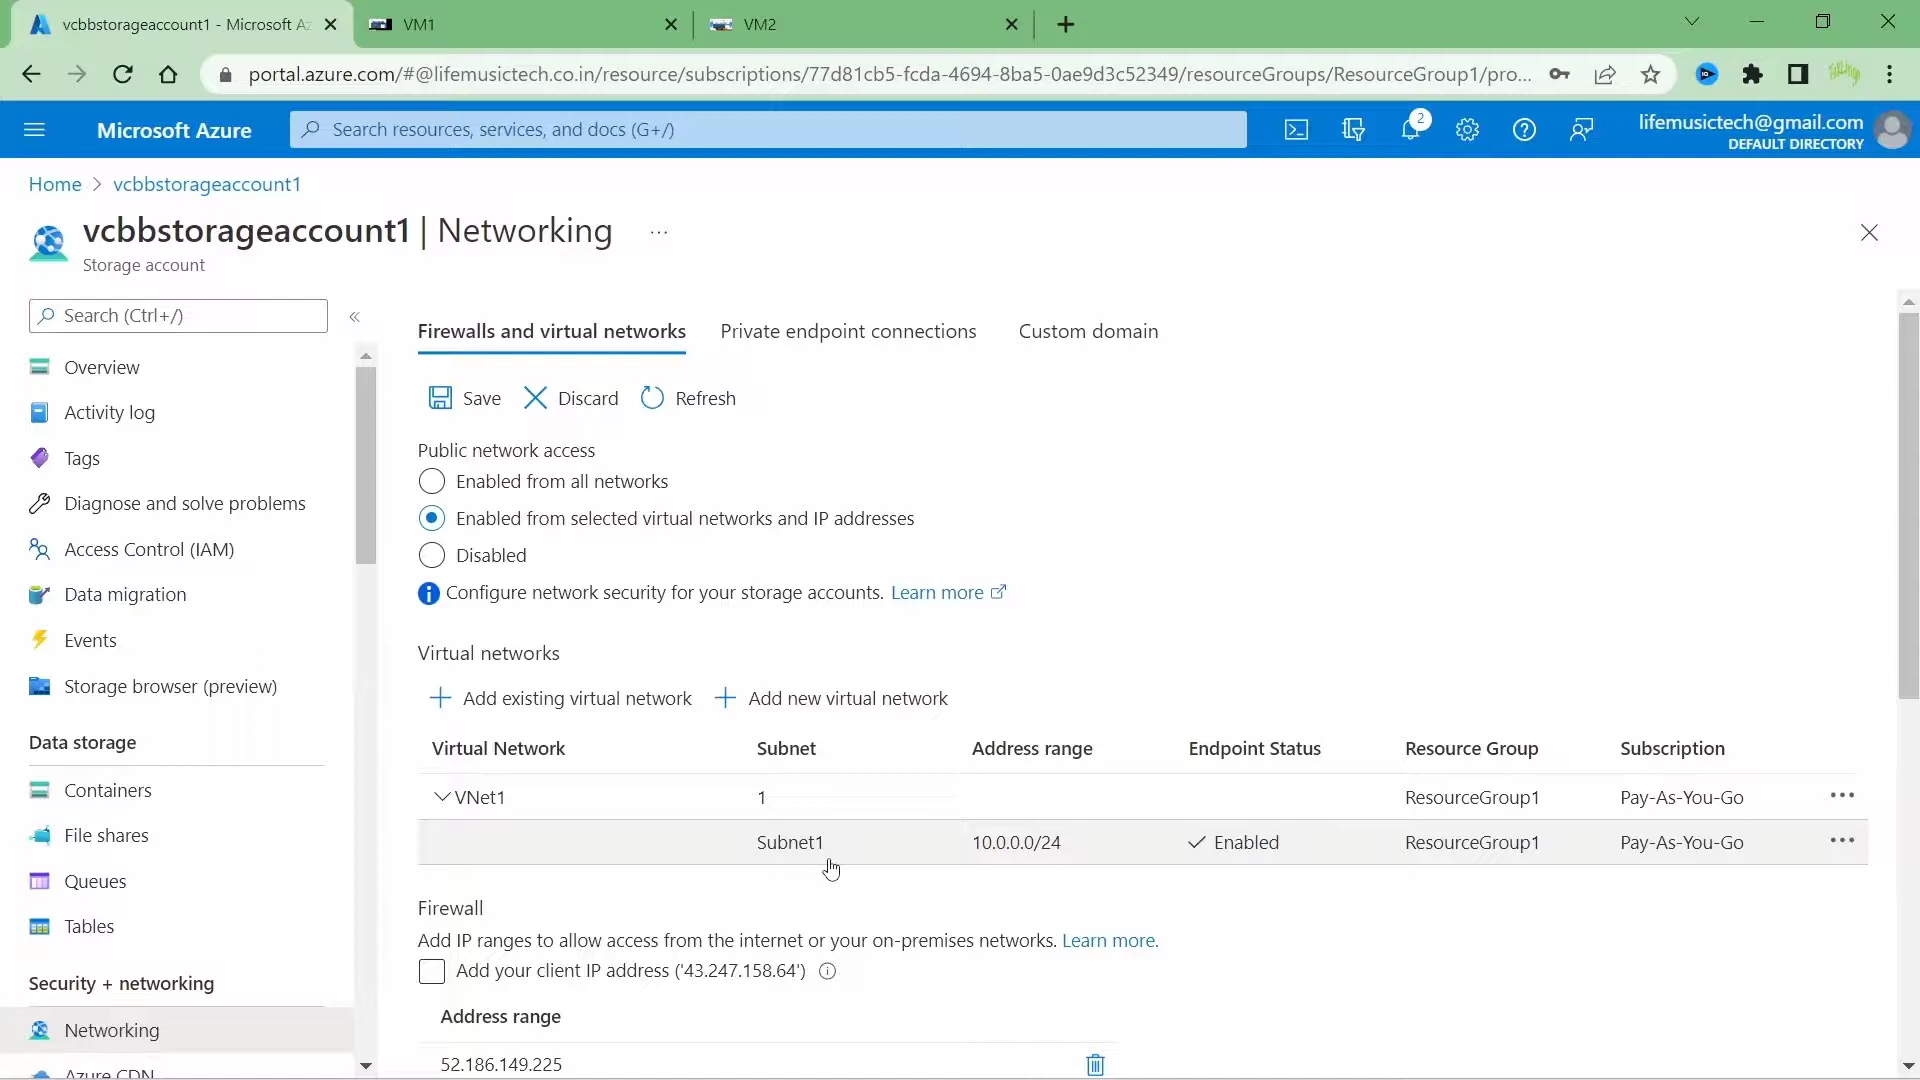 vcbbstorageaccount1 - Microsoft Az
VM1
VM2
portal.azure.com/#@lifemusictech.co.in/resource/subscriptions/77d81cb5-fcda-4694-8ba5-0ae9d3c52349/resourceGroups/ResourceGroup1/pro...
Microsoft Azure
Search resources, services, and docs (G+/)
2
lifemusictech@gmail.com
DEFAULT DIRECTORY
Home > vcbbstorageaccount1
vcbbstorageaccount1 | Networking ...
Storage account
Search (Ctrl+/)
«
Overview
Activity log
Tags
Diagnose and solve problems
Access Control (IAM)
Data migration
Events
Storage browser (preview)
Data storage
Containers
File shares
Queues
Tables
Security + networking
Networking
Azure CDN
Firewalls and virtual networks Private endpoint connections Custom domain
Save Discard Refresh
Public network access
Enabled from all networks
Enabled from selected virtual networks and IP addresses
Disabled
Configure network security for your storage accounts. Learn more
Virtual networks
Add existing virtual network Add new virtual network
Virtual Network Subnet Address range Endpoint Status Resource Group Subscription
VNet1 1 ResourceGroup1 Pay-As-You-Go ...
Subnet1 10.0.0.0/24 Enabled ResourceGroup1 Pay-As-You-Go ...
Firewall
Add IP ranges to allow access from the internet or your on-premises networks. Learn more.
Add your client IP address ('43.247.158.64')
Address range
52.186.149.225